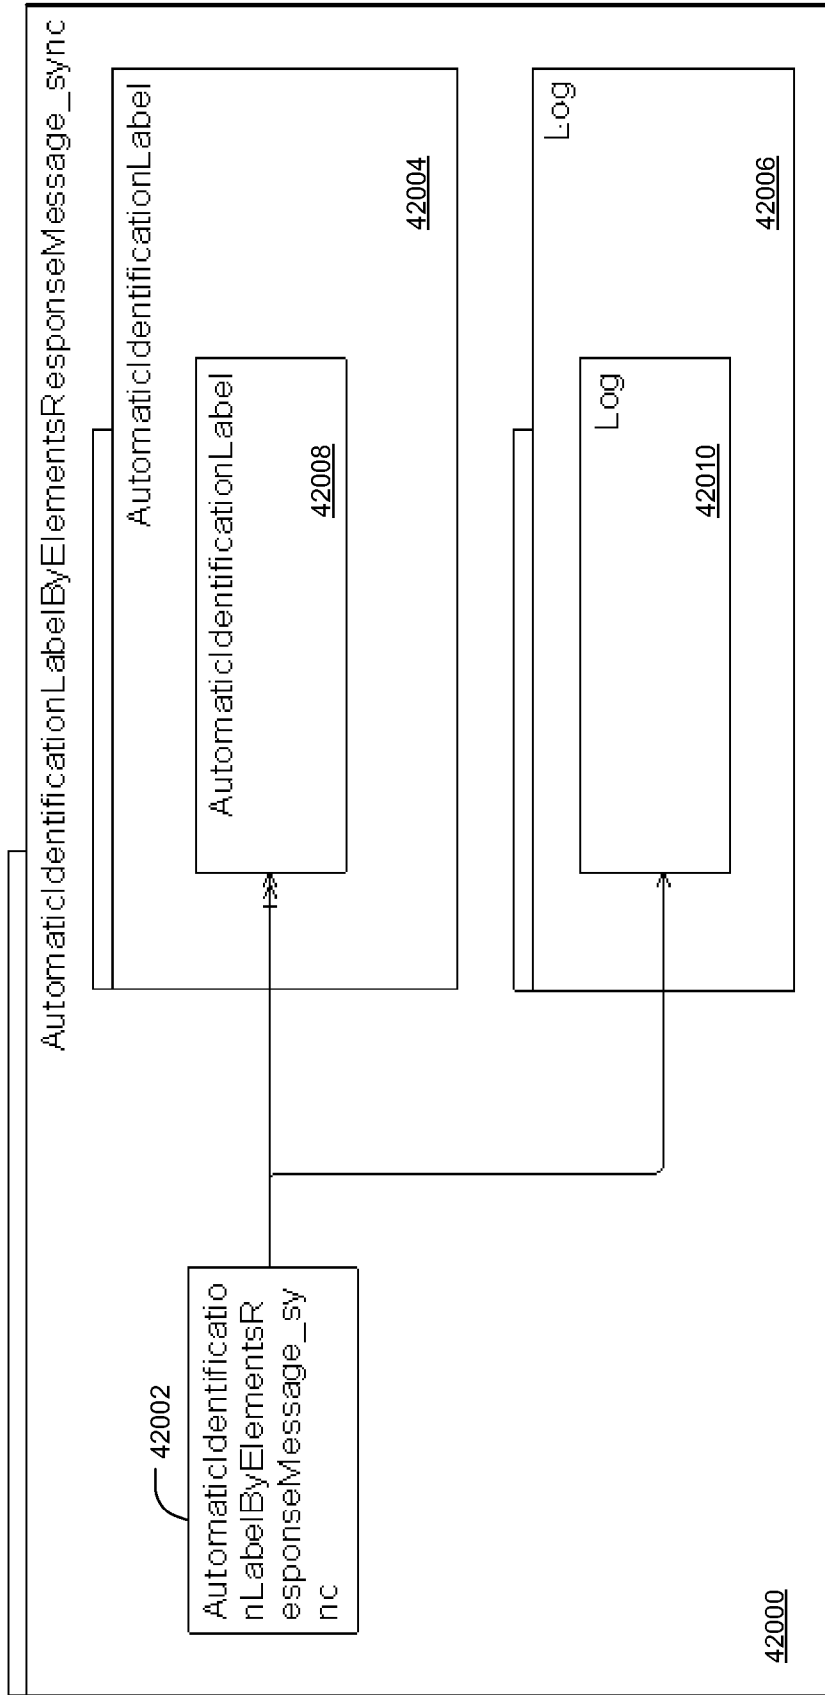 AutomaticIdentificationLabelByElementsResponseMessage_sync
42002
AutomaticIdentificatio
nLabelByElementsR
esponseMessage_sy
nc
AutomaticIdentificationLabel
AutomaticIdentificationLabel
42008
42004
Log
Log
42010
42006
42000